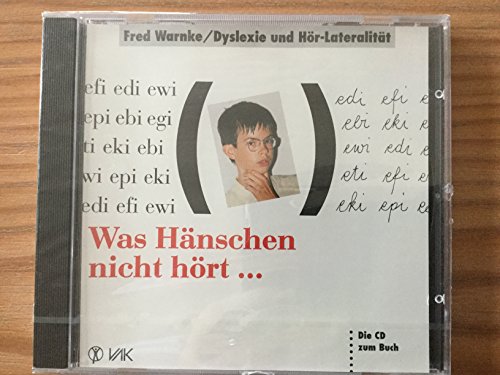 Fred Warnke/Dyslexie und Hör-Lateralität
efi edi ewi
epi ebi egi
ti eki ebi
wi epi eki
edi efi ewi
edi efi e
ebi eki e
ewi edi e
eti efi e
eki epi e
Was Hänschen
nicht hört ...
Die CD
zum Buch
VAK